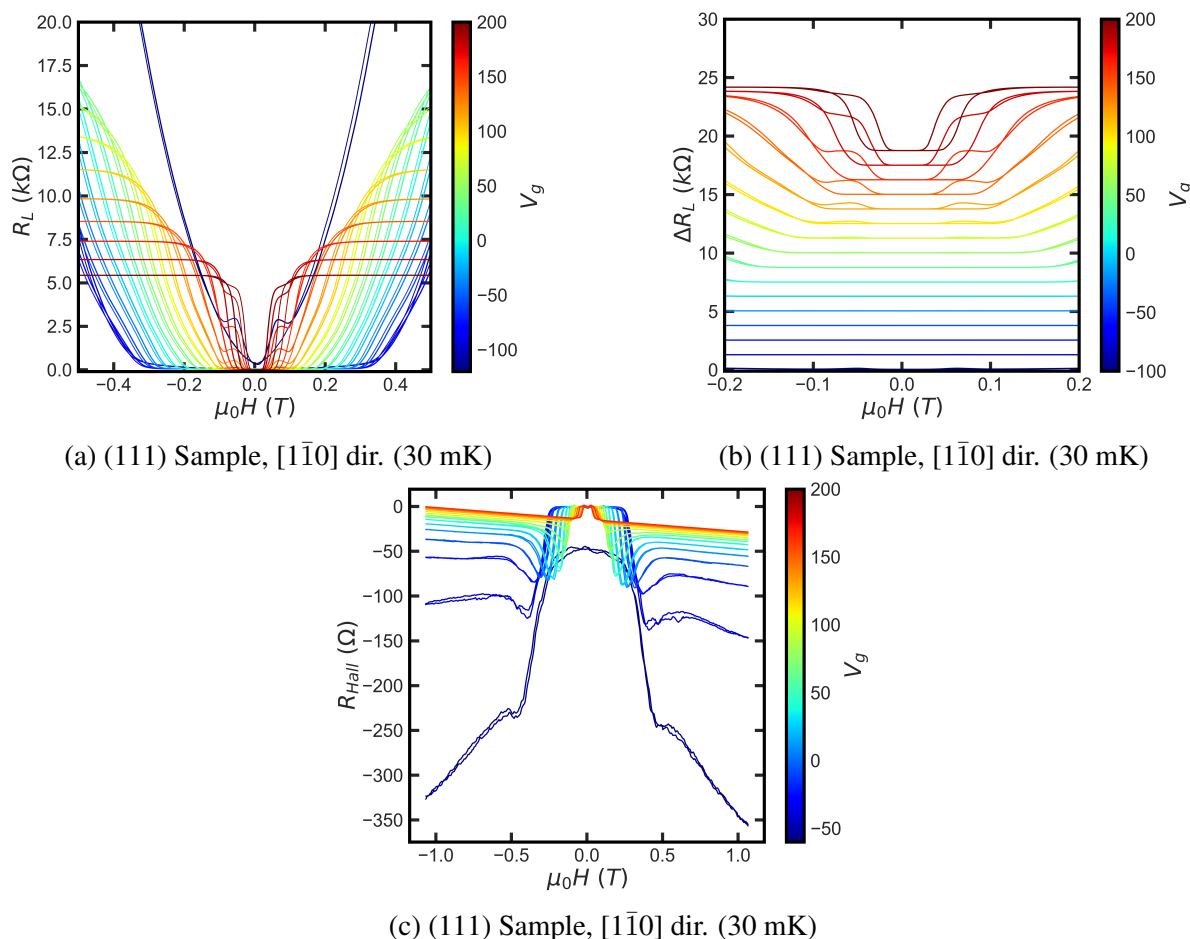 20.0
17.5
15.0
12.5
10.0
7.5
5.0
2.5
0.0
R_L (kΩ)
−0.4 −0.2 0.0 0.2 0.4
μ₀H (T)
200
150
100
50
0
−50
−100
V_g
(a) (111) Sample, [11̄0] dir. (30 mK)
30
25
20
15
10
5
0
ΔR_L (kΩ)
−0.2 −0.1 0.0 0.1 0.2
μ₀H (T)
200
150
100
50
0
−50
−100
V_g
(b) (111) Sample, [11̄0] dir. (30 mK)
0
−50
−100
−150
−200
−250
−300
−350
R_Hall (Ω)
−1.0 −0.5 0.0 0.5 1.0
μ₀H (T)
200
150
100
50
0
−50
V_g
(c) (111) Sample, [11̄0] dir. (30 mK)